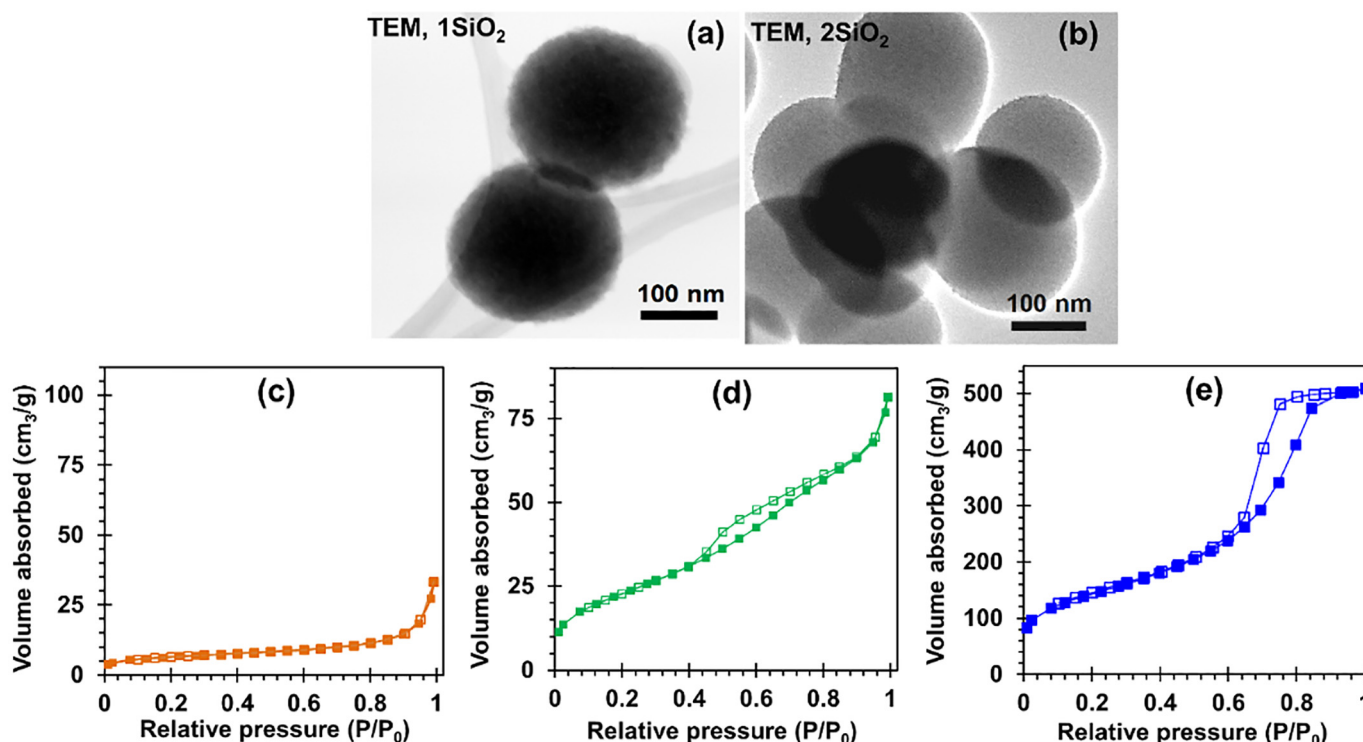 TEM, 1SiO₂ (a)
100 nm
TEM, 2SiO₂ (b)
100 nm
(c)
Volume absorbed (cm₃/g)
100
75
50
25
0
0 0.2 0.4 0.6 0.8 1
Relative pressure (P/P₀)
(d)
Volume absorbed (cm₃/g)
75
50
25
0
0 0.2 0.4 0.6 0.8 1
Relative pressure (P/P₀)
(e)
Volume absorbed (cm₃/g)
500
400
300
200
100
0
0 0.2 0.4 0.6 0.8 1
Relative pressure (P/P₀)